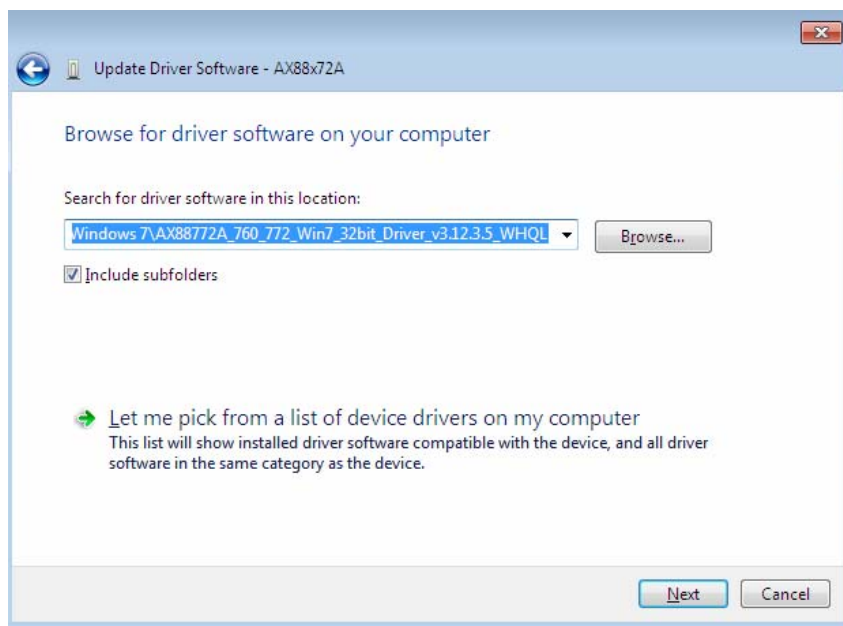 Update Driver Software - AX88x72A
Browse for driver software on your computer
Search for driver software in this location:
Windows 7\AX88772A_760_772_Win7_32bit_Driver_v3.12.3.5_WHQL
Browse...
Include subfolders
Let me pick from a list of device drivers on my computer
This list will show installed driver software compatible with the device, and all driver
software in the same category as the device.
Next
Cancel